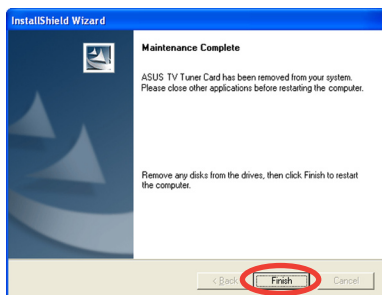 InstallShield Wizard
Maintenance Complete
ASUS TV Tuner Card has been removed from your system.
Please close other applications before restarting the computer.
Remove any disks from the drives, then click Finish to restart
the computer.
< Back
Finish
Cancel